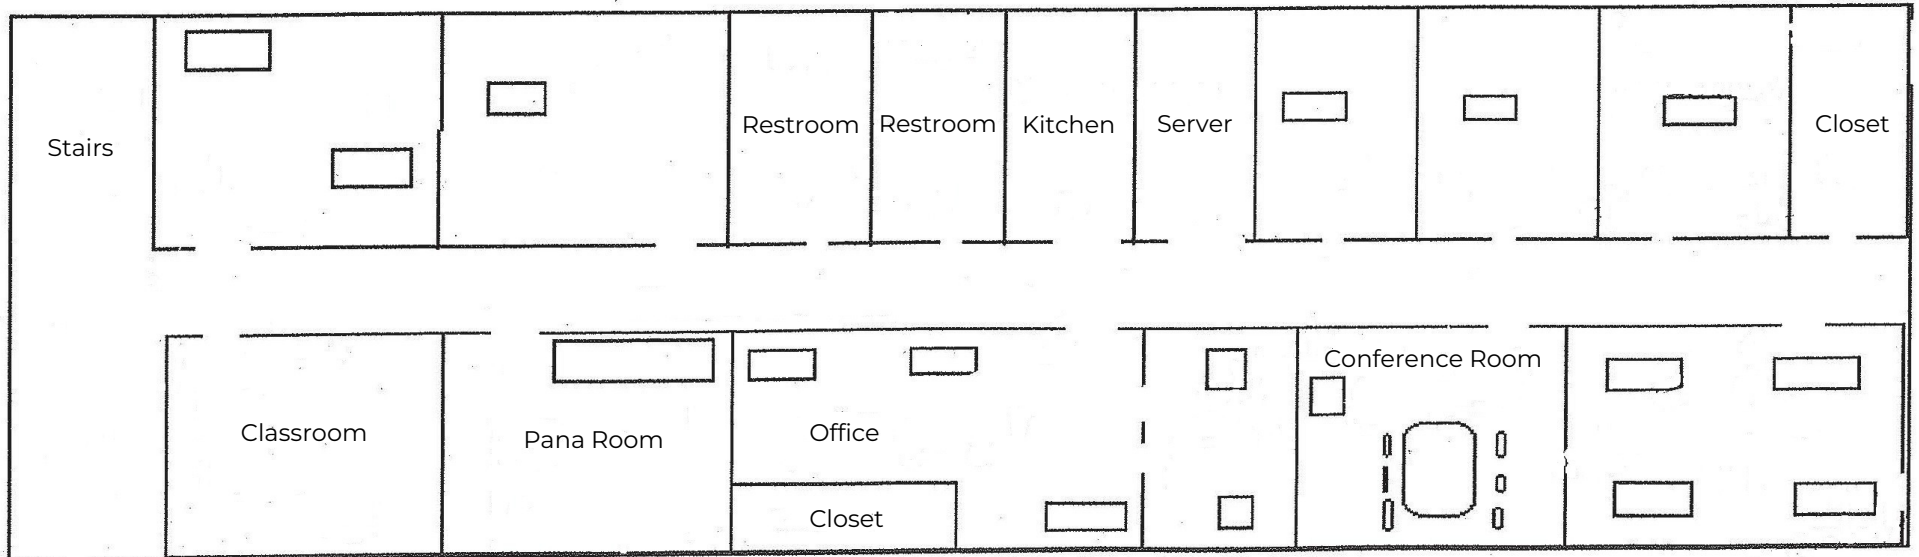 Stairs
Restroom
Restroom
Kitchen
Server
Closet
Classroom
Pana Room
Office
Closet
Conference Room